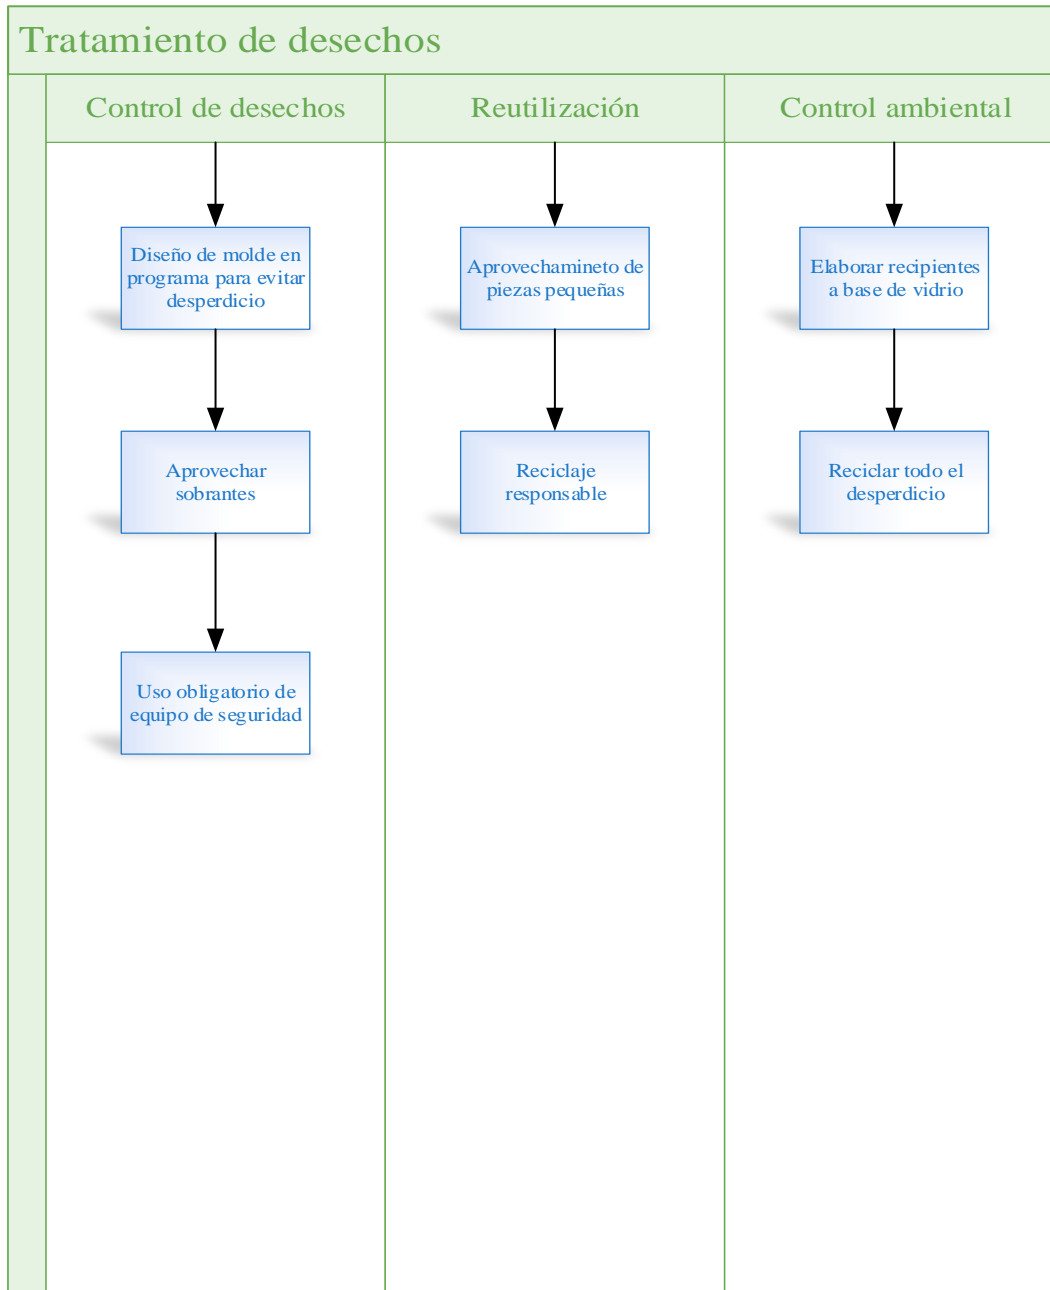 Tratamiento de desechos
Control de desechos
Reutilización
Control ambiental
Diseño de molde en
programa para evitar
desperdicio
Aprovechar
sobrantes
Uso obligatorio de
equipo de seguridad
Aprovechamineto de
piezas pequeñas
Reciclaje
responsable
Elaborar recipientes
a base de vidrio
Reciclar todo el
desperdicio